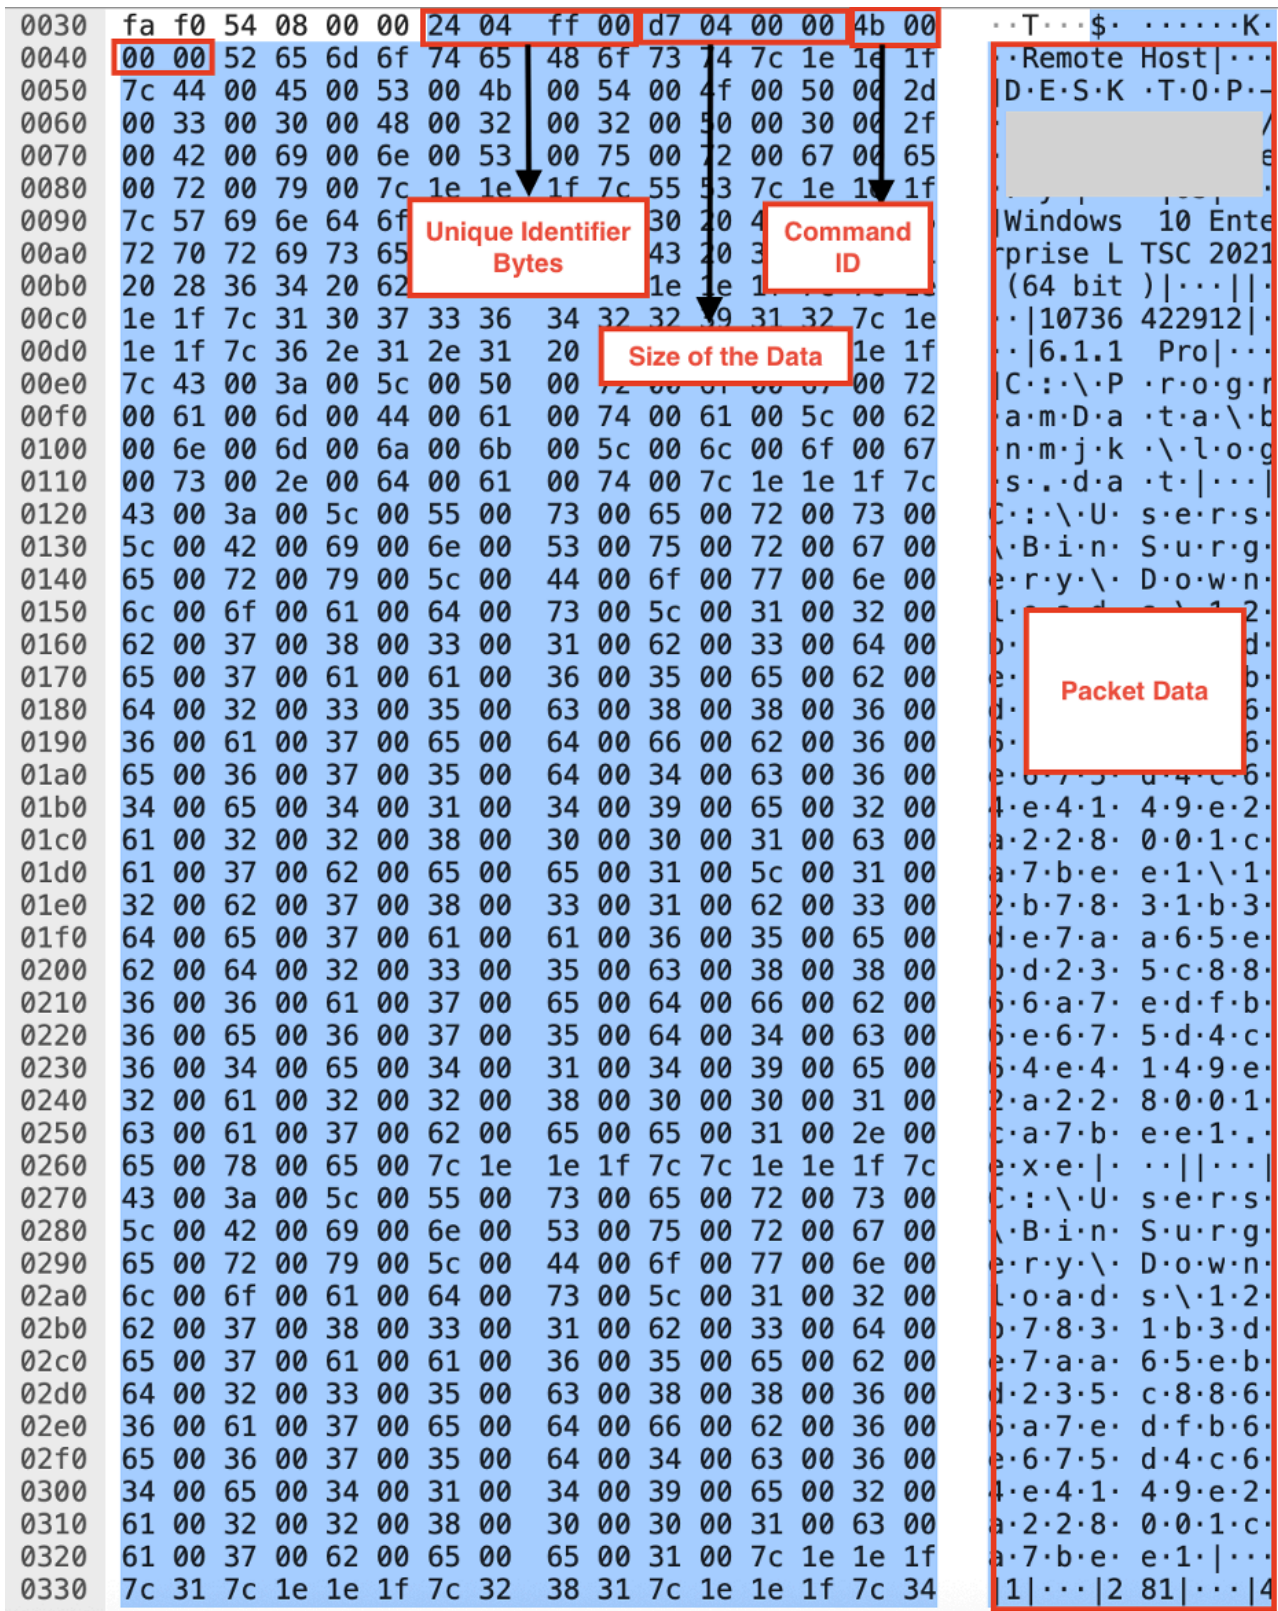 0030 fa f0 54 08 00 00 24 04 ff 00 d7 04 00 00 4b 00 ··T···$· ······K·
0040 00 00 52 65 6d 6f 74 65 48 6f 73 74 7c 1e 1e 1f ··Remote Host|···
0050 7c 44 00 45 00 53 00 4b 00 54 00 4f 00 50 00 2d |D·E·S·K ·T·O·P·-
0060 00 33 00 30 00 48 00 32 00 32 00 50 00 30 00 2f · /
0070 00 42 00 69 00 6e 00 53 00 75 00 72 00 67 00 65 · e
0080 00 72 00 79 00 7c 1e 1e 1f 7c 55 53 7c 1e 1e 1f
0090 7c 57 69 6e 64 6f 30 20 |Windows 10 Ente
Unique Identifier Bytes
Command ID
00a0 72 70 72 69 73 65 43 20 rprise L TSC 2021
00b0 20 28 36 34 20 62 1e 1e (64 bit )|···||·
00c0 1e 1f 7c 31 30 37 33 36 34 32 32 39 31 32 7c 1e ··|10736 422912|·
00d0 1e 1f 7c 36 2e 31 2e 31 20 1e 1f ··|6.1.1 Pro|···
Size of the Data
00e0 7c 43 00 3a 00 5c 00 50 00 72 00 6f 00 67 00 72 |C·:·\·P ·r·o·g·r
00f0 00 61 00 6d 00 44 00 61 00 74 00 61 00 5c 00 62 ·a·m·D·a ·t·a·\·b
0100 00 6e 00 6d 00 6a 00 6b 00 5c 00 6c 00 6f 00 67 ·n·m·j·k ·\·l·o·g
0110 00 73 00 2e 00 64 00 61 00 74 00 7c 1e 1e 1f 7c ·s·.·d·a ·t·|···|
0120 43 00 3a 00 5c 00 55 00 73 00 65 00 72 00 73 00 C·:·\·U· s·e·r·s·
0130 5c 00 42 00 69 00 6e 00 53 00 75 00 72 00 67 00 \·B·i·n· S·u·r·g·
0140 65 00 72 00 79 00 5c 00 44 00 6f 00 77 00 6e 00 e·r·y·\· D·o·w·n·
0150 6c 00 6f 00 61 00 64 00 73 00 5c 00 31 00 32 00 l·o·a·d· s·\·1·2·
0160 62 00 37 00 38 00 33 00 31 00 62 00 33 00 64 00 b· d·
0170 65 00 37 00 61 00 61 00 36 00 35 00 65 00 62 00 e· b·
Packet Data
0180 64 00 32 00 33 00 35 00 63 00 38 00 38 00 36 00 d· 6·
0190 36 00 61 00 37 00 65 00 64 00 66 00 62 00 36 00 6· 6·
01a0 65 00 36 00 37 00 35 00 64 00 34 00 63 00 36 00 e·6·7·5· d·4·c·6·
01b0 34 00 65 00 34 00 31 00 34 00 39 00 65 00 32 00 4·e·4·1· 4·9·e·2·
01c0 61 00 32 00 32 00 38 00 30 00 30 00 31 00 63 00 a·2·2·8· 0·0·1·c·
01d0 61 00 37 00 62 00 65 00 65 00 31 00 5c 00 31 00 a·7·b·e· e·1·\·1·
01e0 32 00 62 00 37 00 38 00 33 00 31 00 62 00 33 00 2·b·7·8· 3·1·b·3·
01f0 64 00 65 00 37 00 61 00 61 00 36 00 35 00 65 00 d·e·7·a· a·6·5·e·
0200 62 00 64 00 32 00 33 00 35 00 63 00 38 00 38 00 b·d·2·3· 5·c·8·8·
0210 36 00 36 00 61 00 37 00 65 00 64 00 66 00 62 00 6·6·a·7· e·d·f·b·
0220 36 00 65 00 36 00 37 00 35 00 64 00 34 00 63 00 6·e·6·7· 5·d·4·c·
0230 36 00 34 00 65 00 34 00 31 00 34 00 39 00 65 00 6·4·e·4· 1·4·9·e·
0240 32 00 61 00 32 00 32 00 38 00 30 00 30 00 31 00 2·a·2·2· 8·0·0·1·
0250 63 00 61 00 37 00 62 00 65 00 65 00 31 00 2e 00 c·a·7·b· e·e·1·.·
0260 65 00 78 00 65 00 7c 1e 1e 1f 7c 7c 1e 1e 1f 7c e·x·e·|· ··||···|
0270 43 00 3a 00 5c 00 55 00 73 00 65 00 72 00 73 00 C·:·\·U· s·e·r·s·
0280 5c 00 42 00 69 00 6e 00 53 00 75 00 72 00 67 00 \·B·i·n· S·u·r·g·
0290 65 00 72 00 79 00 5c 00 44 00 6f 00 77 00 6e 00 e·r·y·\· D·o·w·n·
02a0 6c 00 6f 00 61 00 64 00 73 00 5c 00 31 00 32 00 l·o·a·d· s·\·1·2·
02b0 62 00 37 00 38 00 33 00 31 00 62 00 33 00 64 00 b·7·8·3· 1·b·3·d·
02c0 65 00 37 00 61 00 61 00 36 00 35 00 65 00 62 00 e·7·a·a· 6·5·e·b·
02d0 64 00 32 00 33 00 35 00 63 00 38 00 38 00 36 00 d·2·3·5· c·8·8·6·
02e0 36 00 61 00 37 00 65 00 64 00 66 00 62 00 36 00 6·a·7·e· d·f·b·6·
02f0 65 00 36 00 37 00 35 00 64 00 34 00 63 00 36 00 e·6·7·5· d·4·c·6·
0300 34 00 65 00 34 00 31 00 34 00 39 00 65 00 32 00 4·e·4·1· 4·9·e·2·
0310 61 00 32 00 32 00 38 00 30 00 30 00 31 00 63 00 a·2·2·8· 0·0·1·c·
0320 61 00 37 00 62 00 65 00 65 00 31 00 7c 1e 1e 1f a·7·b·e· e·1·|···
0330 7c 31 7c 1e 1e 1f 7c 32 38 31 7c 1e 1e 1f 7c 34 |1|···|2 81|···|4